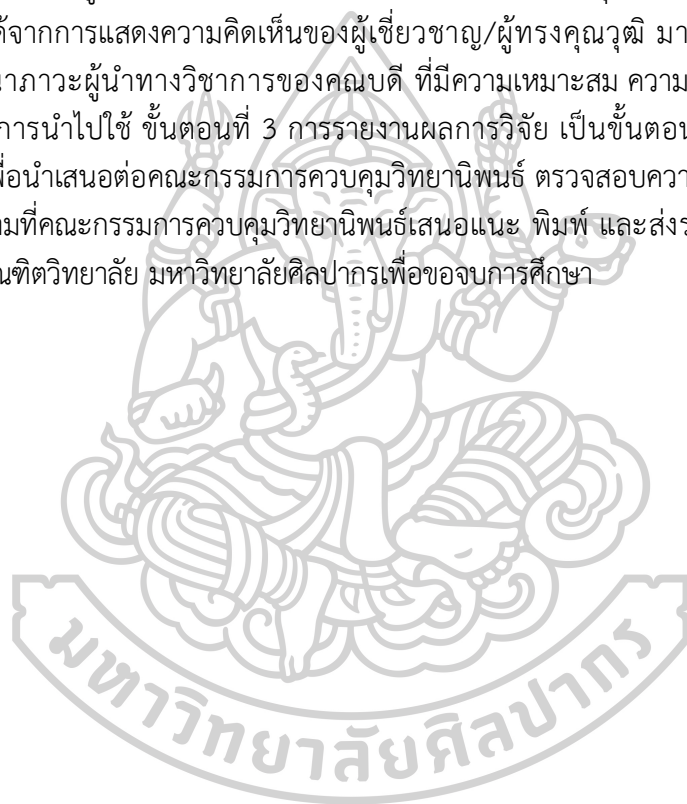 ด้จากการแสดงความคิดเห็นของผู้เชี่ยวชาญ/ผู้ทรงคุณวุฒิ มา
นาภาวะผู้นำทางวิชาการของคณบดี ที่มีความเหมาะสม ความ
การนำไปใช้ ขั้นตอนที่ 3 การรายงานผลการวิจัย เป็นขั้นตอน
พื่อนำเสนอต่อคณะกรรมการควบคุมวิทยานิพนธ์ ตรวจสอบความ
ามที่คณะกรรมการควบคุมวิทยานิพนธ์เสนอแนะ พิมพ์ และส่งร
ณฑิตวิทยาลัย มหาวิทยาลัยศิลปากรเพื่อขอจบการศึกษา
มหาวิทยาลัยศิลปากร